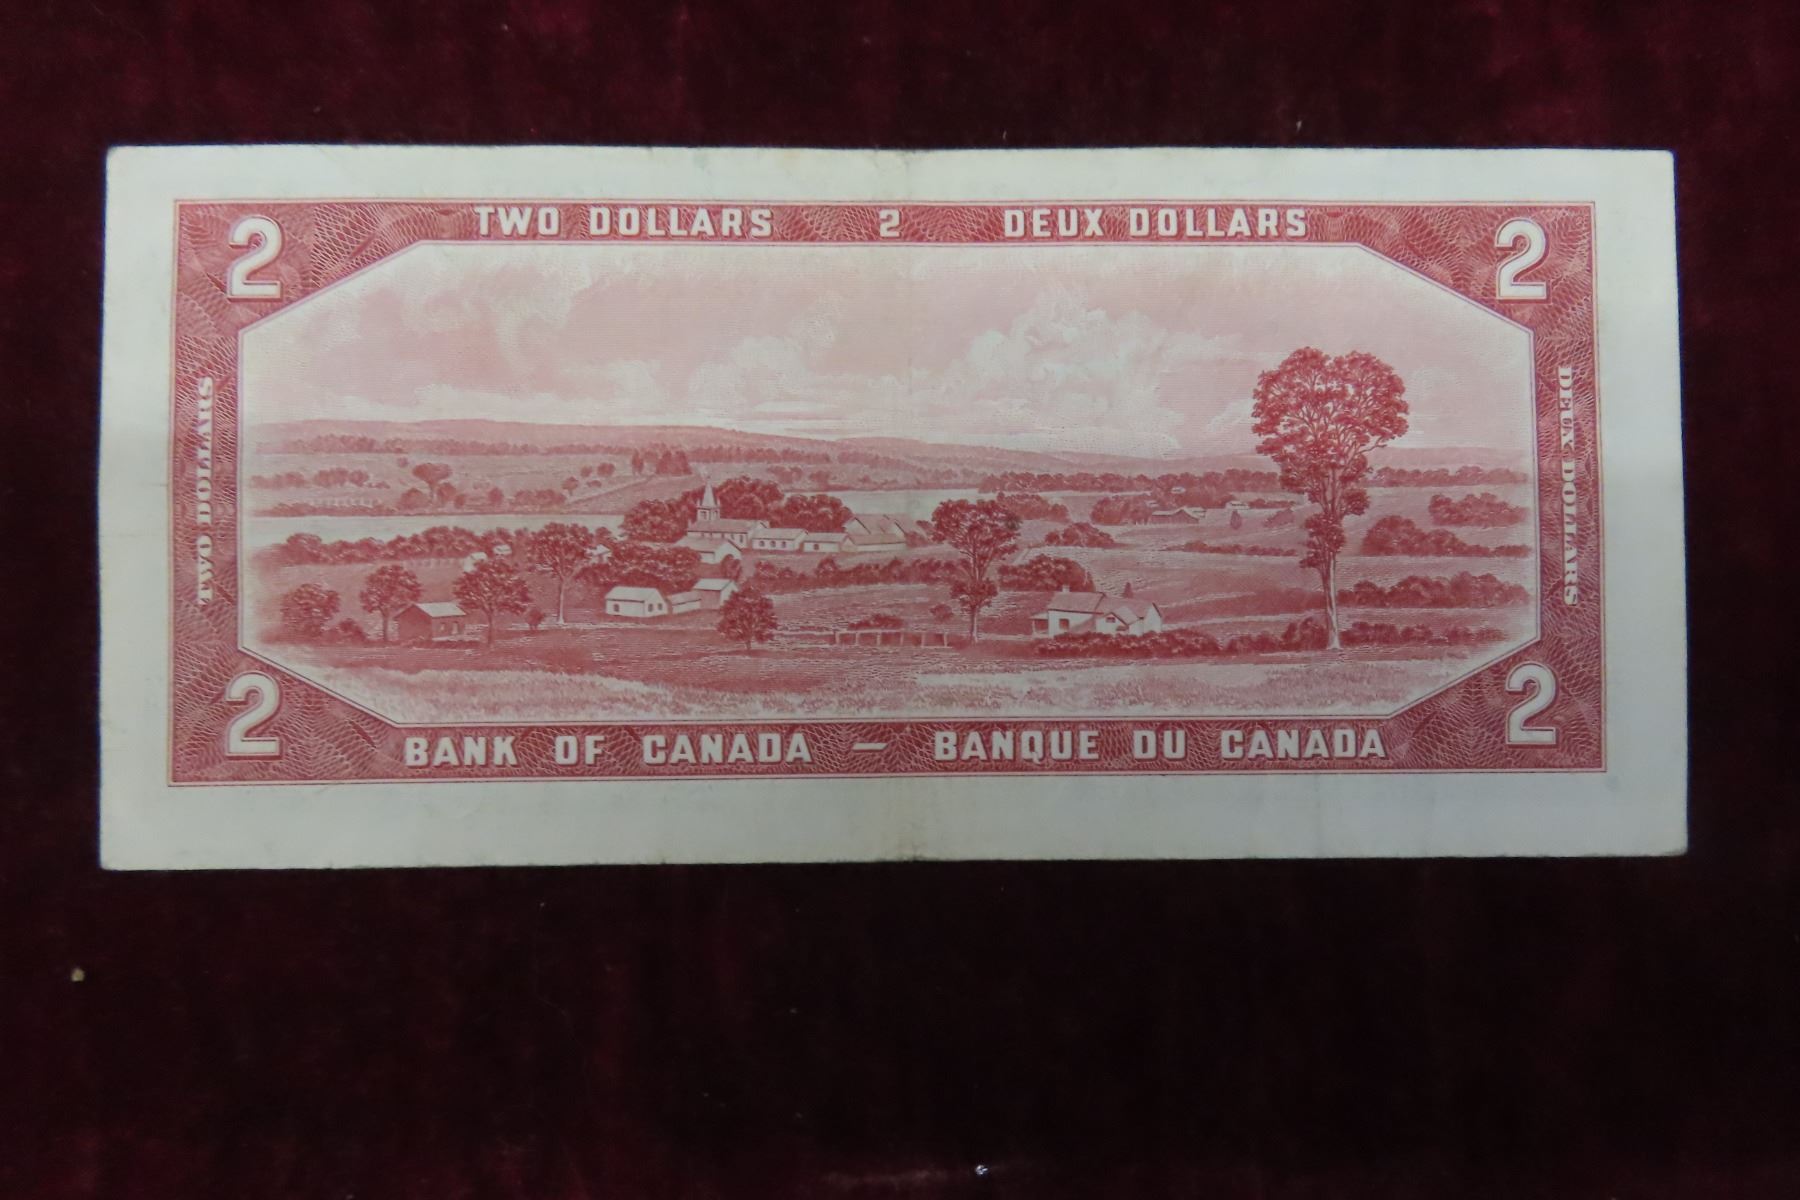 2 TWO DOLLARS 2 DEUX DOLLARS 2
TWO DOLLARS
DEUX DOLLARS
2 BANK OF CANADA — BANQUE DU CANADA 2